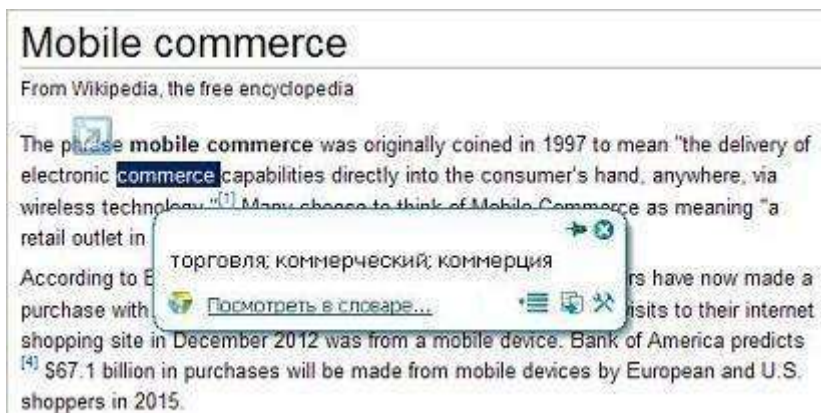 Mobile commerce
From Wikipedia, the free encyclopedia
The phrase mobile commerce was originally coined in 1997 to mean "the delivery of
electronic commerce capabilities directly into the consumer's hand, anywhere, via
wireless technology."[1] Many choose to think of Mobile Commerce as meaning "a
retail outlet in
торговля; коммерческий; коммерция
According to
rs have now made a
Посмотреть в словаре...
purchase with
visits to their internet
shopping site in December 2012 was from a mobile device. Bank of America predicts
[4] $67.1 billion in purchases will be made from mobile devices by European and U.S.
shoppers in 2015.